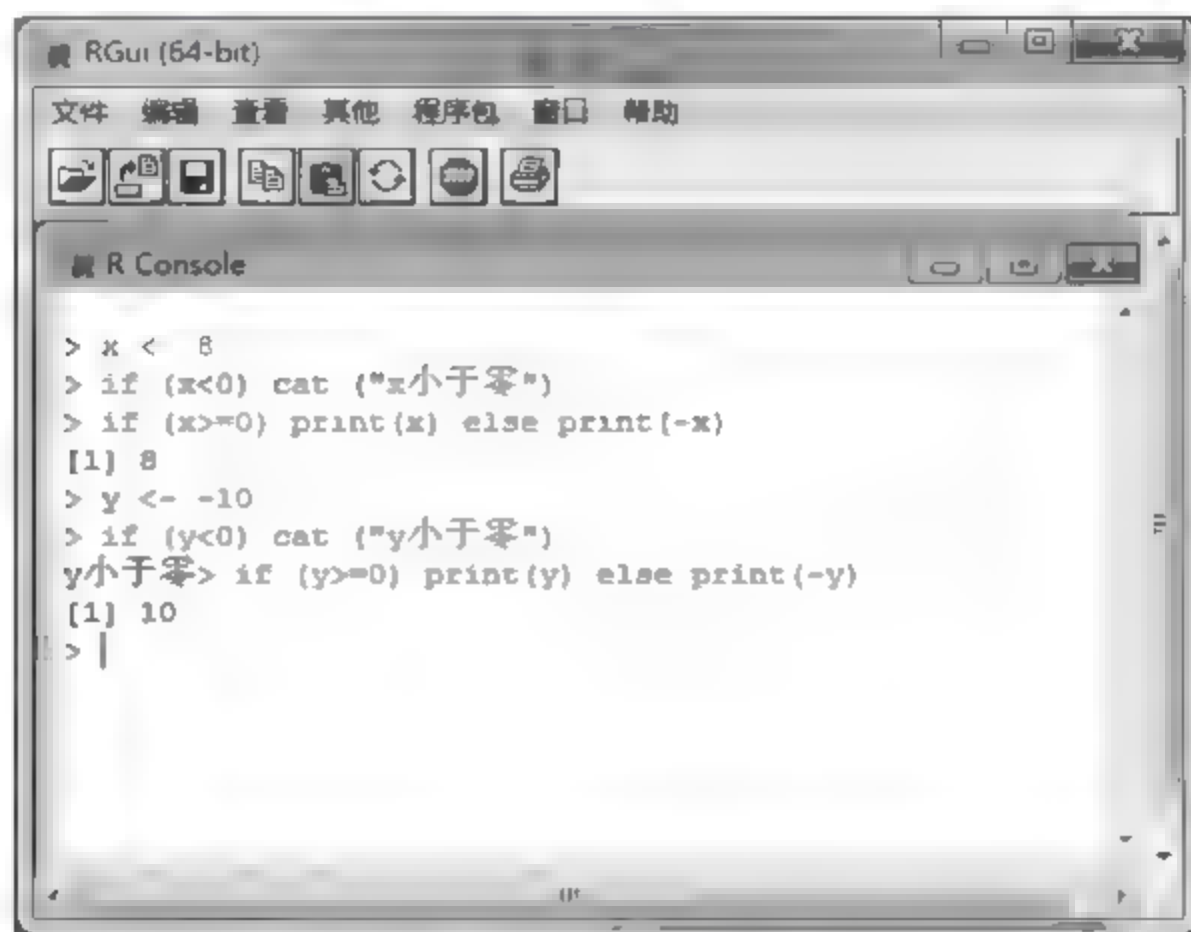 RGui (64-bit)
文件 编辑 查看 其他 程序包 窗口 帮助
STOP
R Console
> x <- 8
> if (x<0) cat ("x小于零")
> if (x>=0) print(x) else print(-x)
[1] 8
> y <- -10
> if (y<0) cat ("y小于零")
y小于零> if (y>=0) print(y) else print(-y)
[1] 10
>